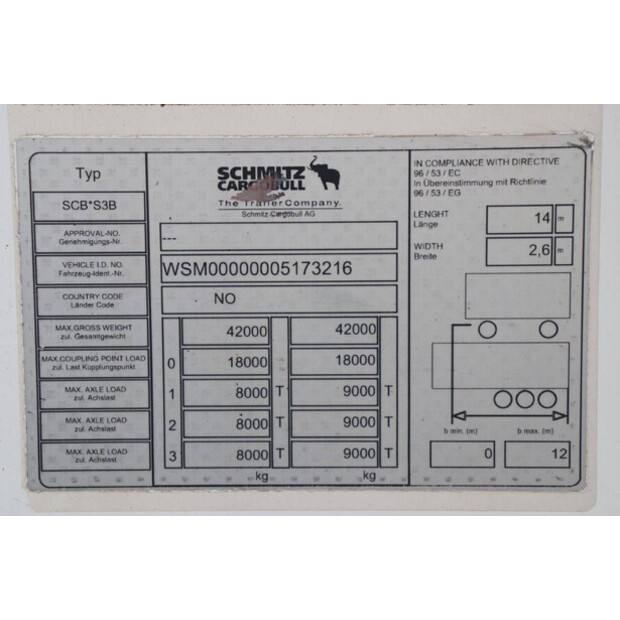 Typ
SCB*S3B
APPROVAL-NO.
Genehmigungs-Nr.
VEHICLE I.D. NO.
Fahrzeug-Ident.-Nr.
COUNTRY CODE
Länder Code
MAX.GROSS WEIGHT
zul. Gesamtgewicht
MAX.COUPLING POINT LOAD
zul. Last Kupplungspunkt
MAX. AXLE LOAD
zul. Achslast
MAX. AXLE LOAD
zul. Achslast
MAX. AXLE LOAD
zul. Achslast
SCHMITZ
CARGOBULL
The Trailer Company.
Schmitz-Cargobull AG
---
WSM00000005173216
NO
42000 42000
0 18000 18000
1 8000 T 9000 T
2 8000 T 9000 T
3 8000 T 9000 T
kg kg
IN COMPLIANCE WITH DIRECTIVE
96 / 53 / EC
In Übereinstimmung mit Richtlinie
96 / 53 / EG
LENGHT
Länge
14 m
WIDTH
Breite
2,6 m
b min. (m) b max. (m)
0 12